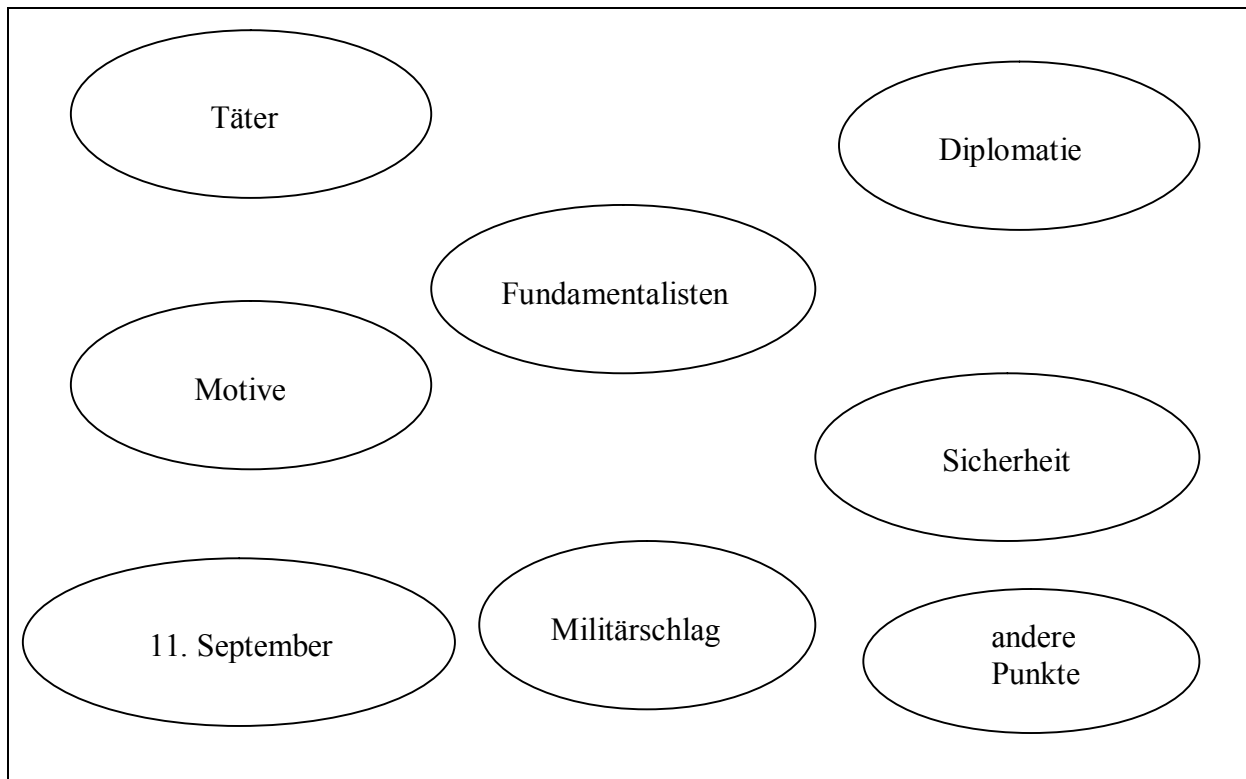 Täter
Diplomatie
Fundamentalisten
Motive
Sicherheit
11. September
Militärschlag
andere
Punkte